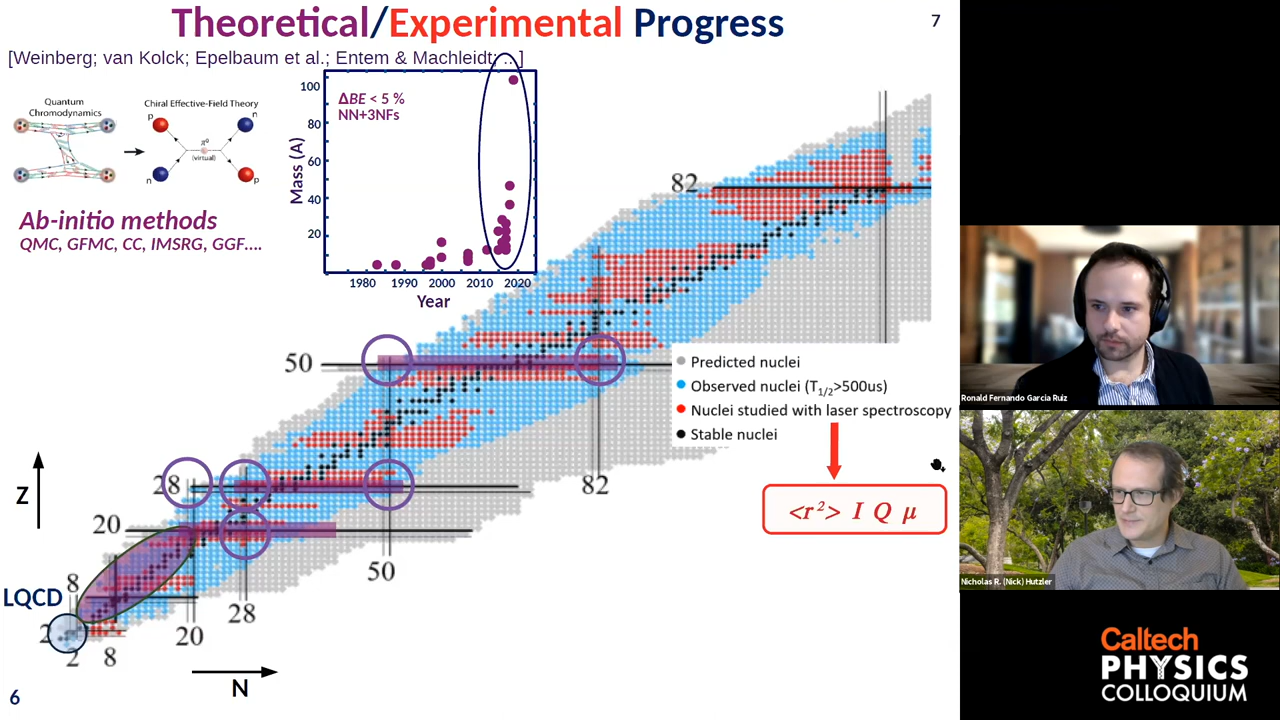 Theoretical/Experimental Progress
7
[Weinberg; van Kolck; Epelbaum et al.; Entem & Machleidt; ...]
Quantum
Chromodynamics
Chiral Effective-Field Theory
p
n
π⁰
(virtual)
n
p
Ab-initio methods
QMC, GFMC, CC, IMSRG, GGF....
ΔBE < 5 %
NN+3NFs
Mass (A)
100
80
60
40
20
1980 1990 2000 2010 2020
Year
82
50
28
20
8
2
2
8
20
28
50
82
Z
N
LQCD
Predicted nuclei
Observed nuclei (T1/2>500us)
Nuclei studied with laser spectroscopy
Stable nuclei
<r²> I Q μ
6
Ronald Fernando Garcia Ruiz
Nicholas R. (Nick) Hutzler
Caltech
PHYSICS
COLLOQUIUM